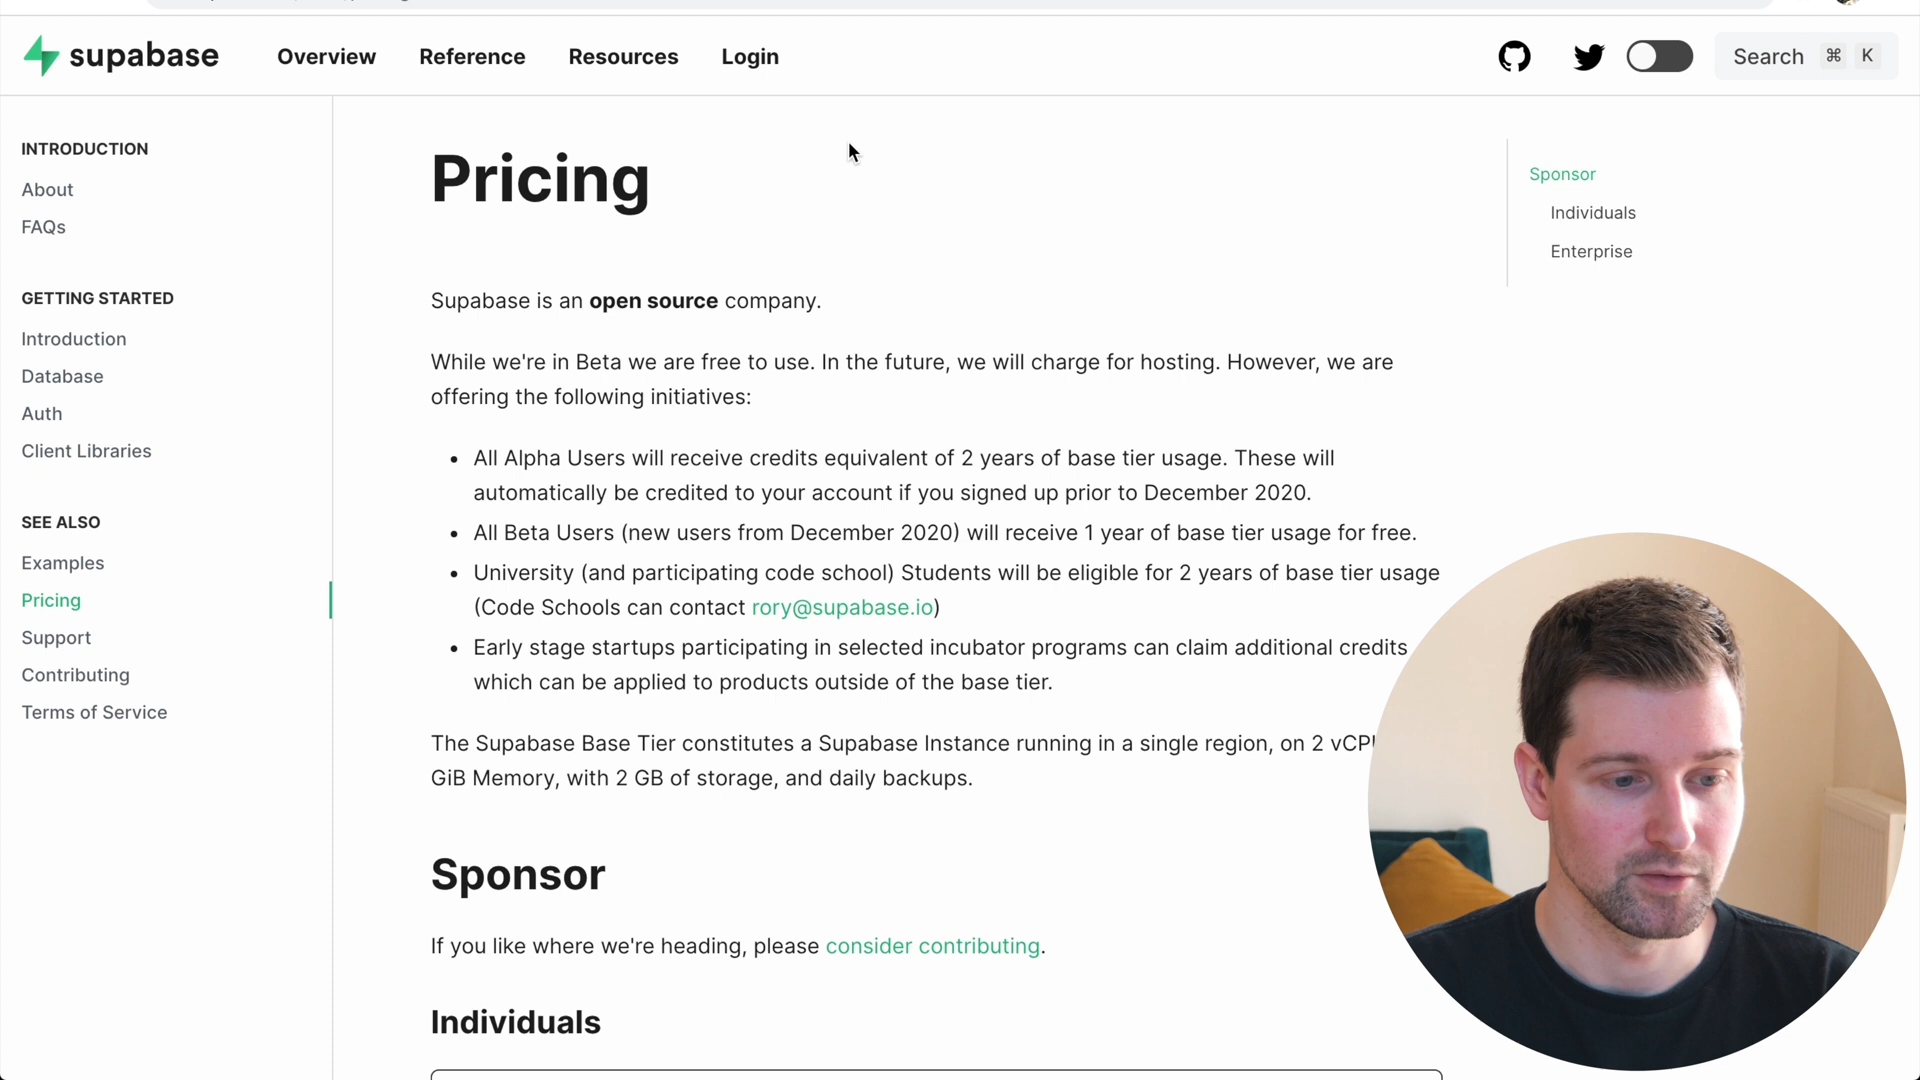 supabase
Overview
Reference
Resources
Login
Search ⌘ K
INTRODUCTION
About
FAQs
GETTING STARTED
Introduction
Database
Auth
Client Libraries
SEE ALSO
Examples
Pricing
Support
Contributing
Terms of Service
Pricing
Supabase is an open source company.
While we're in Beta we are free to use. In the future, we will charge for hosting. However, we are
offering the following initiatives:
• All Alpha Users will receive credits equivalent of 2 years of base tier usage. These will
automatically be credited to your account if you signed up prior to December 2020.
• All Beta Users (new users from December 2020) will receive 1 year of base tier usage for free.
• University (and participating code school) Students will be eligible for 2 years of base tier usage
(Code Schools can contact rory@supabase.io)
• Early stage startups participating in selected incubator programs can claim additional credits
which can be applied to products outside of the base tier.
The Supabase Base Tier constitutes a Supabase Instance running in a single region, on 2
GiB Memory, with 2 GB of storage, and daily backups.
Sponsor
If you like where we're heading, please consider contributing.
Individuals
Sponsor
Individuals
Enterprise